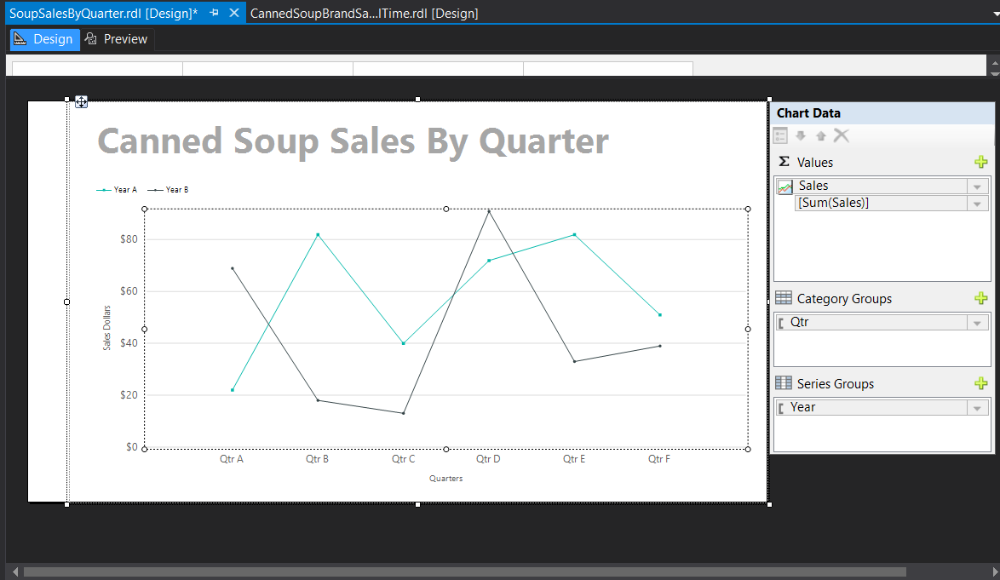 SoupSalesByQuarter.rdl [Design]*
CannedSoupBrandSa...lTime.rdl [Design]
Design
Preview
Canned Soup Sales By Quarter
Year A
Year B
$80
$60
$40
$20
$0
Sales Dollars
Qtr A
Qtr B
Qtr C
Qtr D
Qtr E
Qtr F
Quarters
Chart Data
Σ Values
Sales
[Sum(Sales)]
Category Groups
Qtr
Series Groups
Year